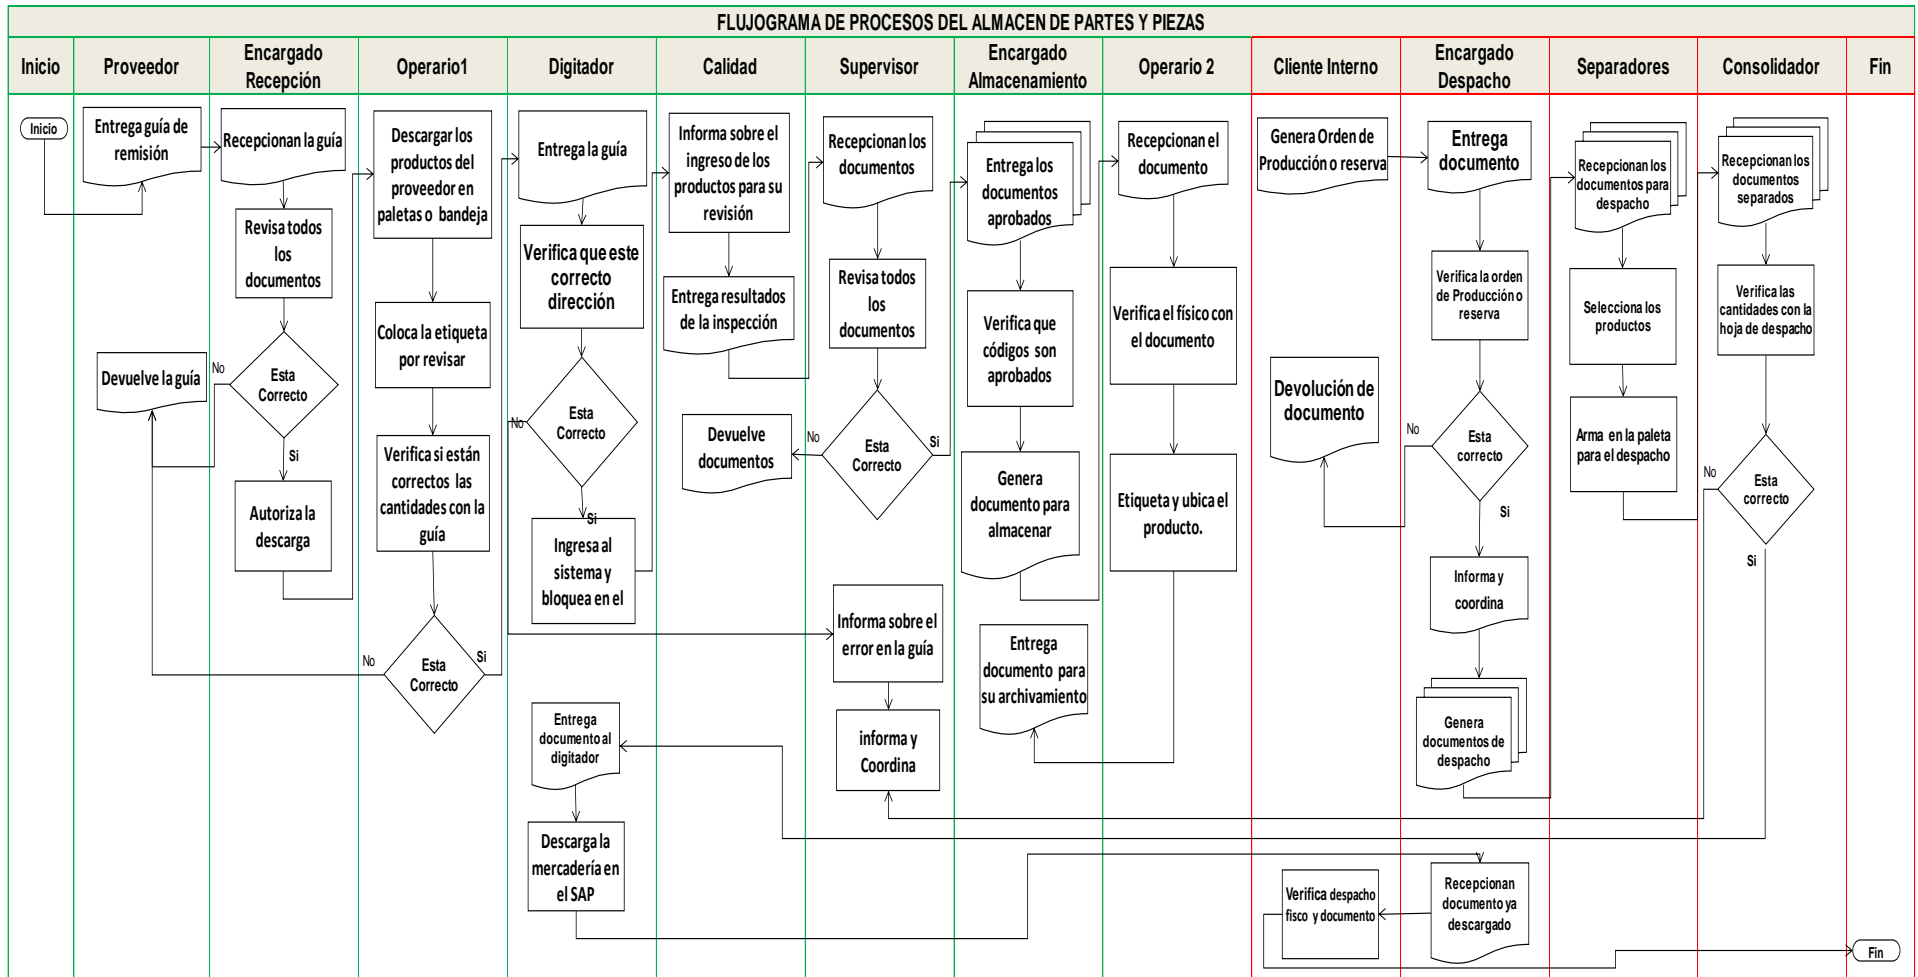 FLUJOGRAMA DE PROCESOS DEL ALMACEN DE PARTES Y PIEZAS
Inicio
Proveedor
Encargado
Recepción
Operario1
Digitador
Calidad
Supervisor
Encargado
Almacenamiento
Operario 2
Cliente Interno
Encargado
Despacho
Separadores
Consolidador
Fin
Inicio
Entrega guía de
remisión
Devuelve la guía
Recepcionan la guía
Revisa todos
los
documentos
Esta
Correcto
No
Si
Autoriza la
descarga
Descargar los
productos del
proveedor en
paletas o bandeja
Coloca la etiqueta
por revisar
Verifica si están
correctos las
cantidades con la
guía
Esta
Correcto
No
Si
Entrega la guía
Verifica que este
correcto
dirección
Esta
Correcto
No
Si
Ingresa al
sistema y
bloquea en el
Entrega
documento al
digitador
Descarga la
mercadería en
el SAP
Informa sobre el
ingreso de los
productos para su
revisión
Entrega resultados
de la inspección
Devuelve
documentos
Recepcionan los
documentos
Revisa todos
los
documentos
Esta
Correcto
No
Si
Informa sobre el
error en la guía
informa y
Coordina
Entrega los
documentos
aprobados
Verifica que
códigos son
aprobados
Genera
documento para
almacenar
Entrega
documento para
su archivamiento
Recepcionan el
documento
Verifica el físico con
el documento
Etiqueta y ubica el
producto.
Genera Orden de
Producción o reserva
Devolución de
documento
Verifica despacho
fisco y documento
Entrega
documento
Verifica la orden
de Producción o
reserva
Esta
correcto
No
Si
Informa y
coordina
Genera
documentos de
despacho
Recepcionan
documento ya
descargado
Recepcionan los
documentos para
despacho
Selecciona los
productos
Arma en la paleta
para el despacho
Recepcionan los
documentos
separados
Verifica las
cantidades con la
hoja de despacho
Esta
correcto
No
Si
Fin